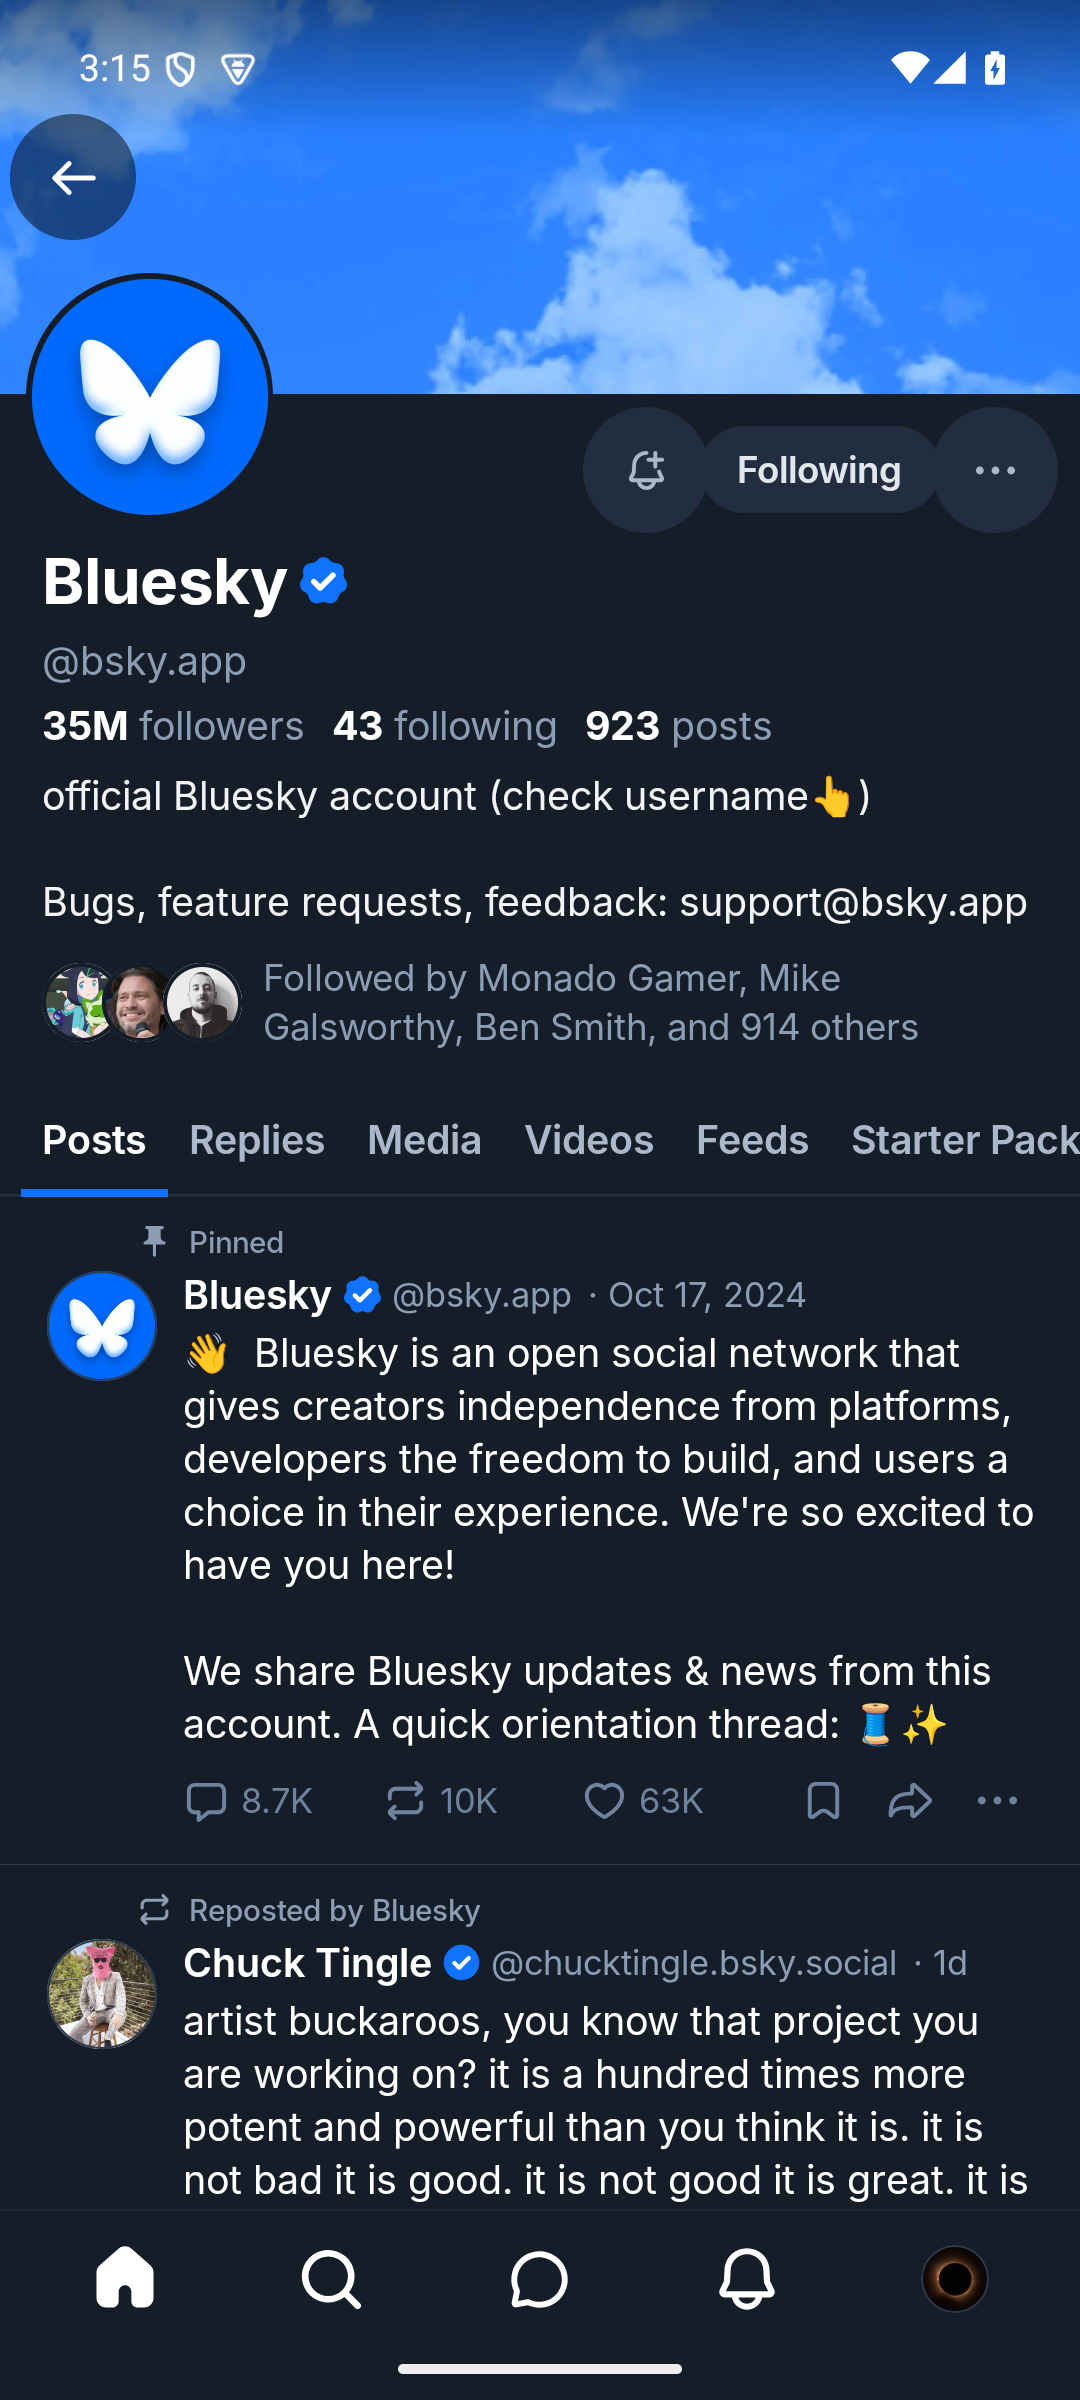 3:15
Following
Bluesky
@bsky.app
35M followers 43 following 923 posts
official Bluesky account (check username👆)
Bugs, feature requests, feedback: support@bsky.app
Followed by Monado Gamer, Mike
Galsworthy, Ben Smith, and 914 others
Posts Replies Media Videos Feeds Starter Pack
Pinned
Bluesky @bsky.app · Oct 17, 2024
👋 Bluesky is an open social network that
gives creators independence from platforms,
developers the freedom to build, and users a
choice in their experience. We're so excited to
have you here!
We share Bluesky updates & news from this
account. A quick orientation thread: 🧵✨
8.7K 10K 63K
Reposted by Bluesky
Chuck Tingle @chucktingle.bsky.social · 1d
artist buckaroos, you know that project you
are working on? it is a hundred times more
potent and powerful than you think it is. it is
not bad it is good. it is not good it is great. it is